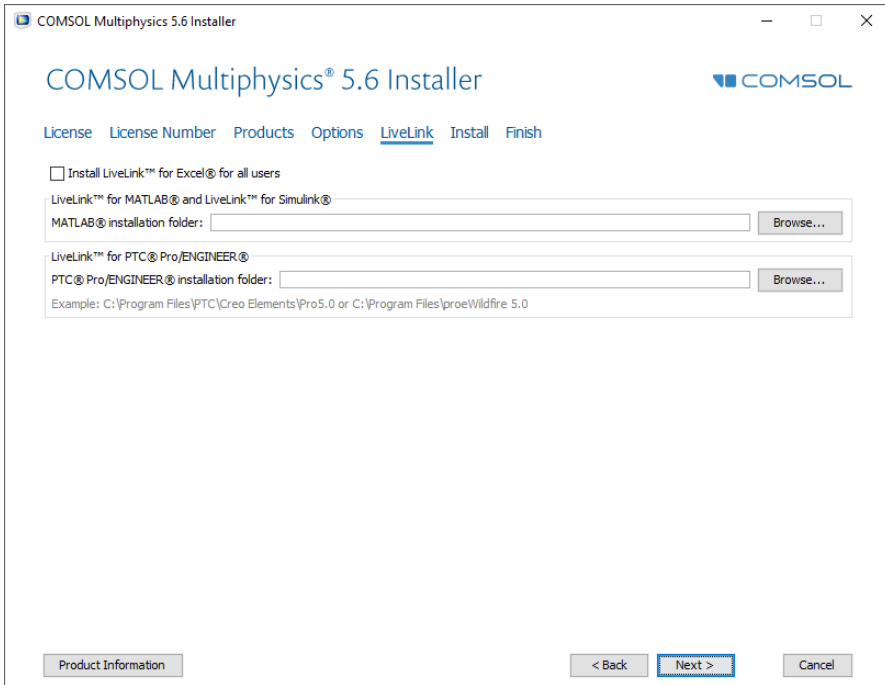 COMSOL Multiphysics 5.6 Installer
COMSOL Multiphysics® 5.6 Installer
COMSOL
License License Number Products Options LiveLink Install Finish
Install LiveLink™ for Excel® for all users
LiveLink™ for MATLAB® and LiveLink™ for Simulink®
MATLAB® installation folder: Browse...
LiveLink™ for PTC® Pro/ENGINEER®
PTC® Pro/ENGINEER® installation folder: Browse...
Example: C:\Program Files\PTC\Creo Elements\Pro5.0 or C:\Program Files\proeWildfire 5.0
Product Information < Back Next > Cancel